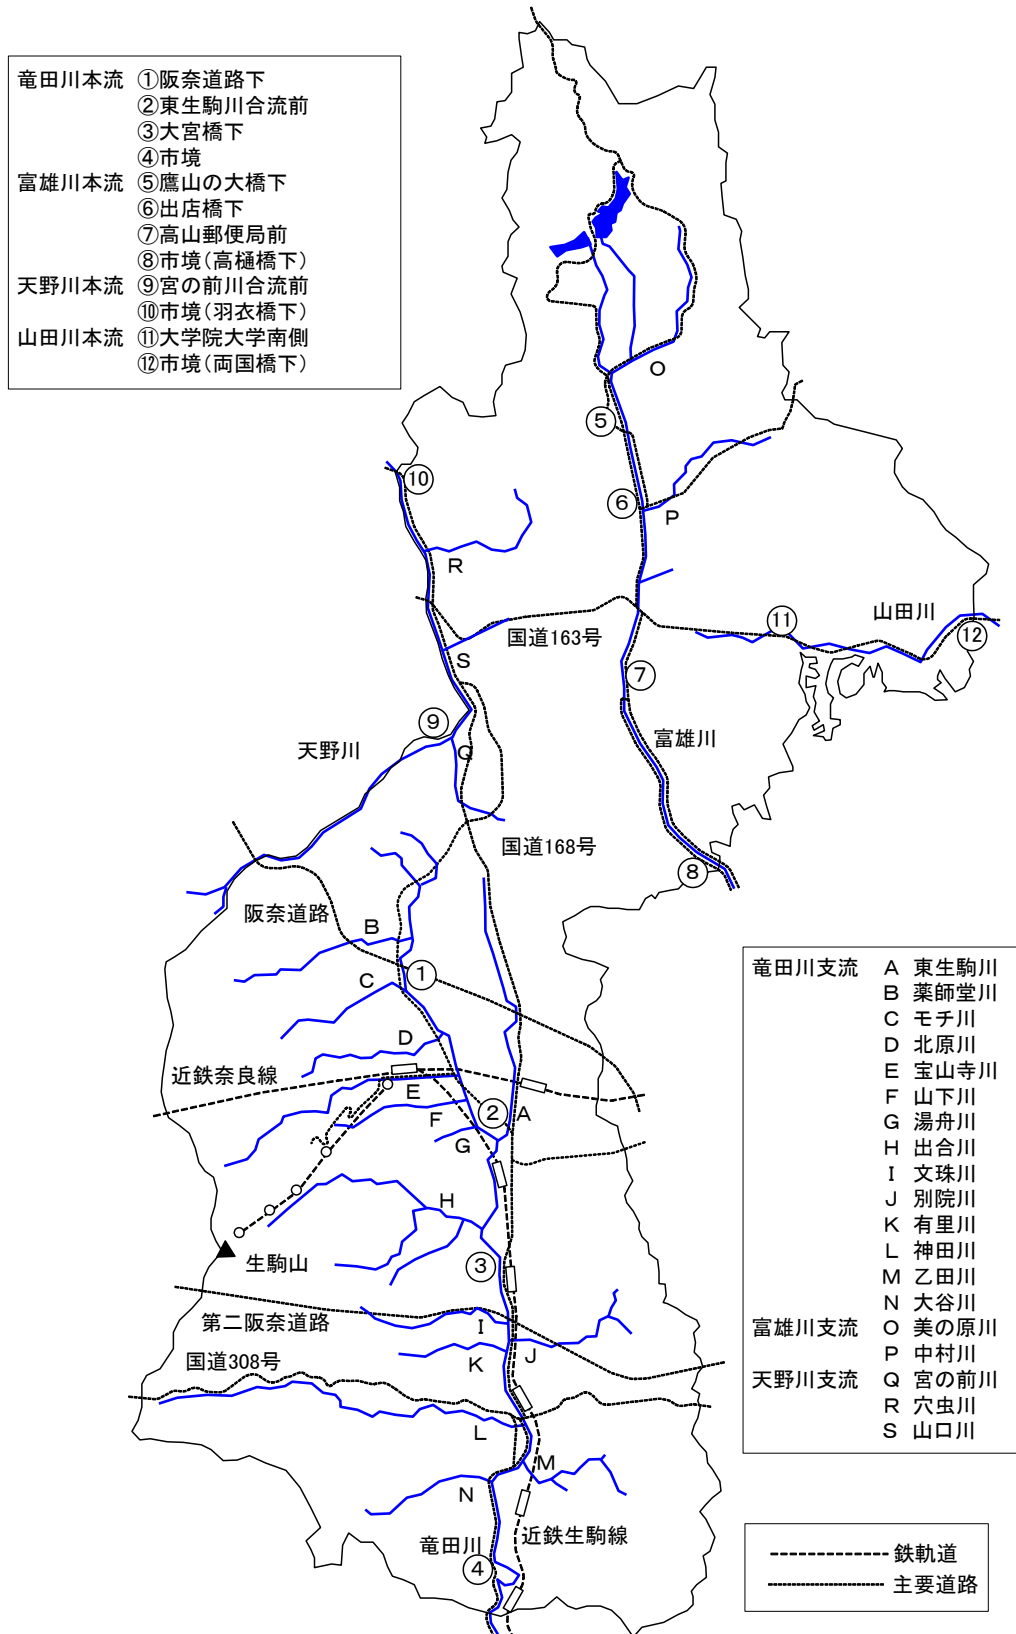 竜田川本流 ①阪奈道路下
②東生駒川合流前
③大宮橋下
④市境
富雄川本流 ⑤鷹山の大橋下
⑥出店橋下
⑦高山郵便局前
⑧市境(高樋橋下)
天野川本流 ⑨宮の前川合流前
⑩市境(羽衣橋下)
山田川本流 ⑪大学院大学南側
⑫市境(両国橋下)
O
⑤
⑩
⑥
P
R
山田川
⑪
⑫
国道163号
S
⑦
⑨
天野川
Q
富雄川
国道168号
⑧
阪奈道路
B
①
C
D
近鉄奈良線
E
F
②
A
G
H
生駒山
③
第二阪奈道路
I
J
国道308号
K
L
M
N
竜田川
近鉄生駒線
④
竜田川支流 A 東生駒川
B 薬師堂川
C モチ川
D 北原川
E 宝山寺川
F 山下川
G 湯舟川
H 出合川
I 文珠川
J 別院川
K 有里川
L 神田川
M 乙田川
N 大谷川
富雄川支流 O 美の原川
P 中村川
天野川支流 Q 宮の前川
R 穴虫川
S 山口川
鉄軌道
主要道路